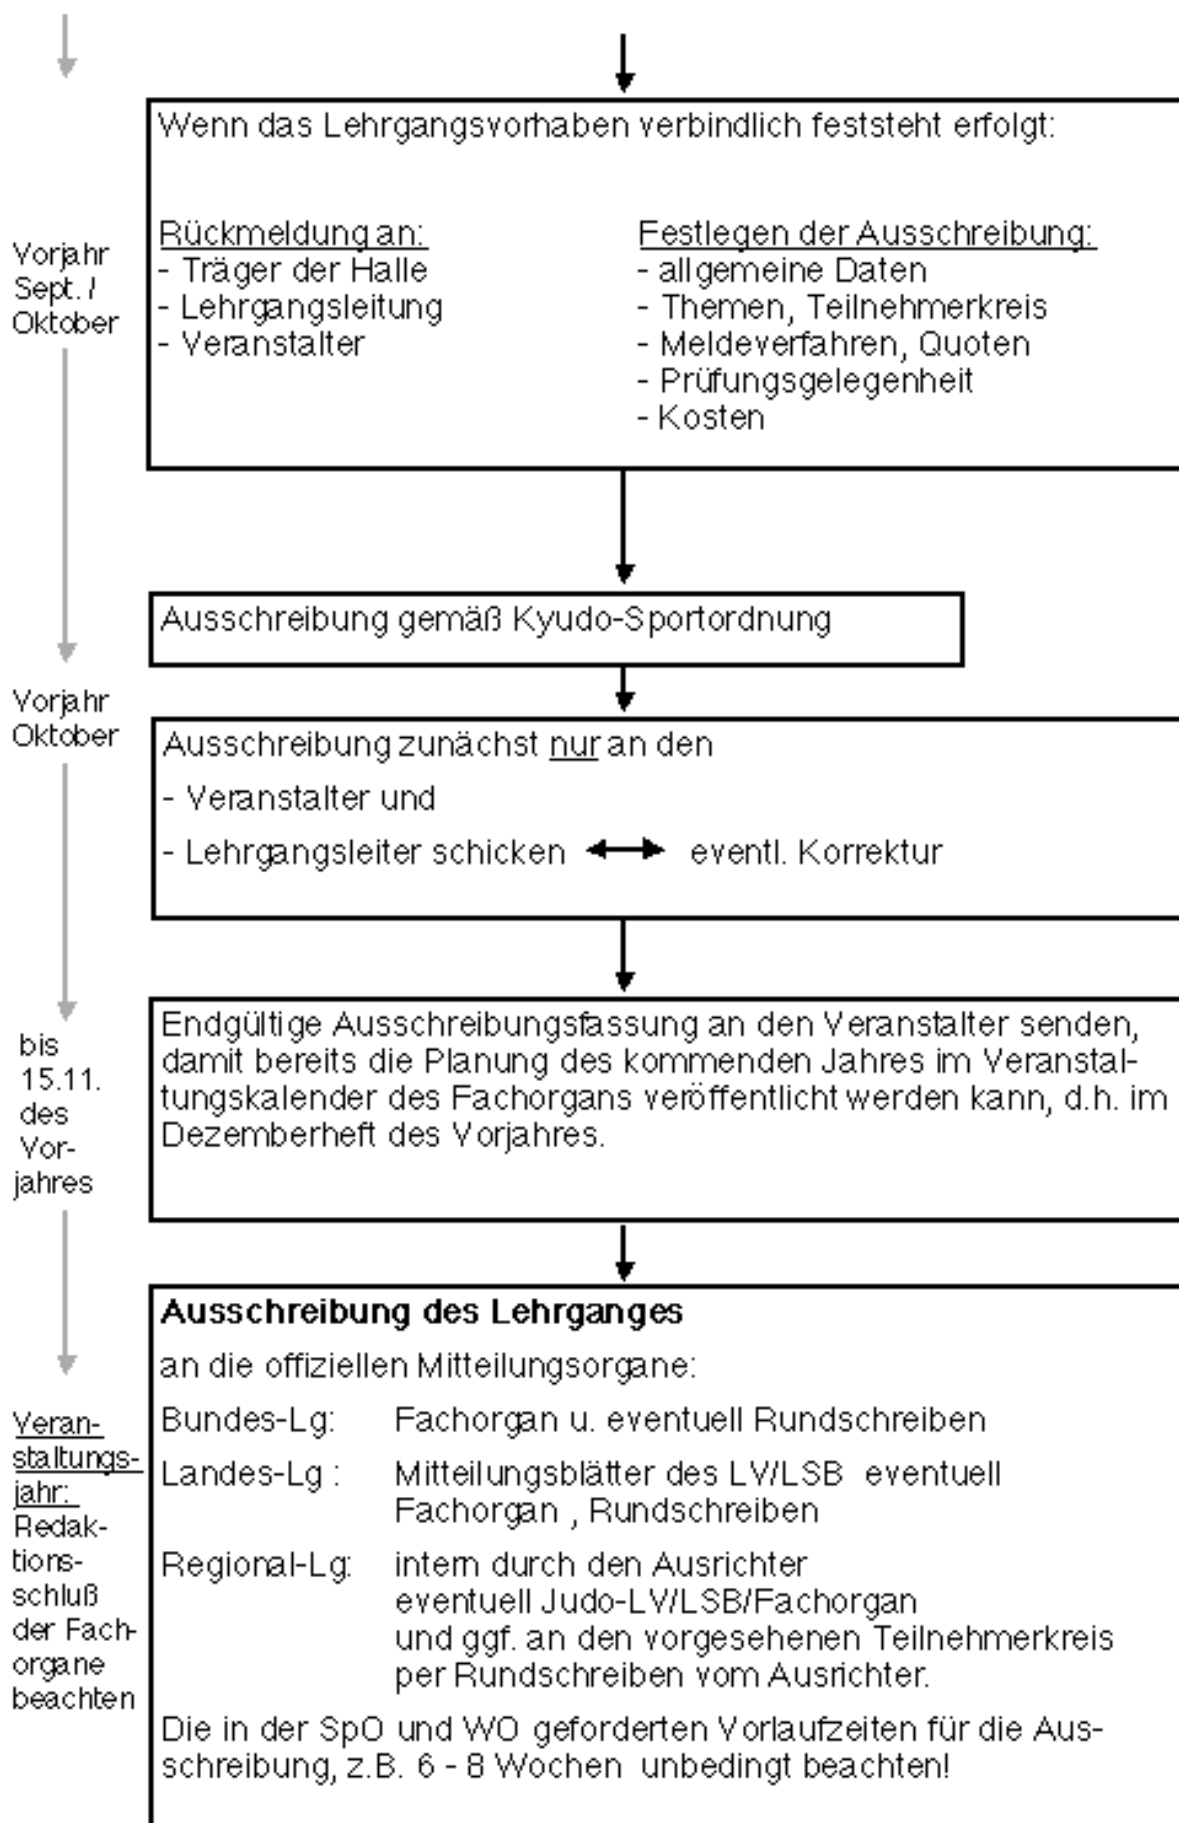 Wenn das Lehrgangsvorhaben verbindlich feststeht erfolgt:
Vorjahr
Sept. /
Oktober
Rückmeldung an:
- Träger der Halle
- Lehrgangsleitung
- Veranstalter
Festlegen der Ausschreibung:
- allgemeine Daten
- Themen, Teilnehmerkreis
- Meldeverfahren, Quoten
- Prüfungsgelegenheit
- Kosten
Ausschreibung gemäß Kyudo-Sportordnung
Vorjahr
Oktober
Ausschreibung zunächst nur an den
- Veranstalter und
- Lehrgangsleiter schicken ↔ eventl. Korrektur
bis
15.11.
des
Vor-
jahres
Endgültige Ausschreibungsfassung an den Veranstalter senden,
damit bereits die Planung des kommenden Jahres im Veranstal-
tungskalender des Fachorgans veröffentlicht werden kann, d.h. im
Dezemberheft des Vorjahres.
Veran-
staltungs-
jahr:
Redak-
tions-
schluß
der Fach-
organe
beachten
Ausschreibung des Lehrganges
an die offiziellen Mitteilungsorgane:
Bundes-Lg: Fachorgan u. eventuell Rundschreiben
Landes-Lg : Mitteilungsblätter des LV/LSB eventuell
Fachorgan , Rundschreiben
Regional-Lg: intern durch den Ausrichter
eventuell Judo-LV/LSB/Fachorgan
und ggf. an den vorgesehenen Teilnehmerkreis
per Rundschreiben vom Ausrichter.
Die in der SpO und WO geforderten Vorlaufzeiten für die Aus-
schreibung, z.B. 6 - 8 Wochen unbedingt beachten!